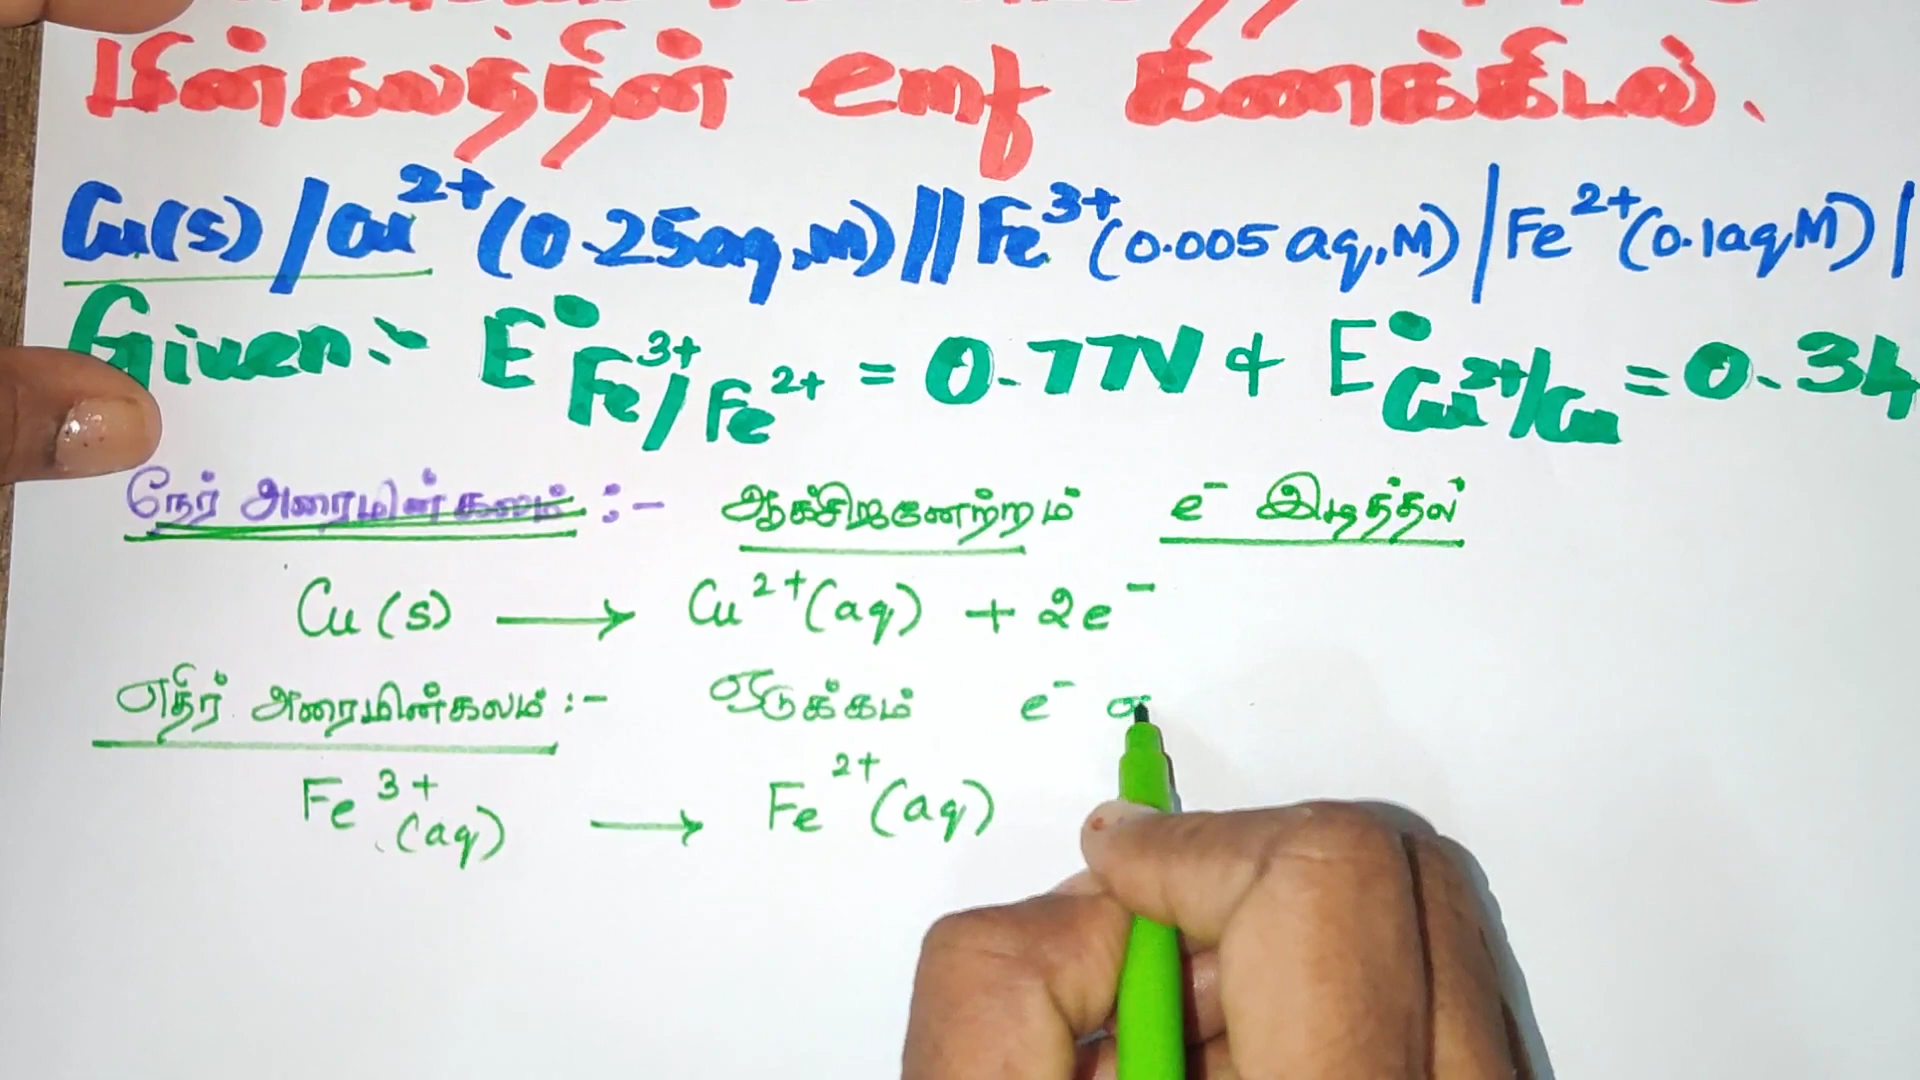 மின்கலத்தின் emf கணக்கிடல்.
Cu(s) / Cu²⁺ (0.25aq,M) || Fe³⁺ (0.005 aq,M) | Fe²⁺ (0.1aq,M) |
Given:- E° Fe³⁺/Fe²⁺ = 0.77V & E° Cu²⁺/Cu = 0.34
நேர் அரைமின்கலம் :- ஆக்சிஜனேற்றம் e⁻ இழத்தல்
Cu (s) ⟶ Cu²⁺(aq) + 2e⁻
எதிர் அரைமின்கலம் :- ஒடுக்கம் e⁻
Fe³⁺(aq) ⟶ Fe²⁺(aq)